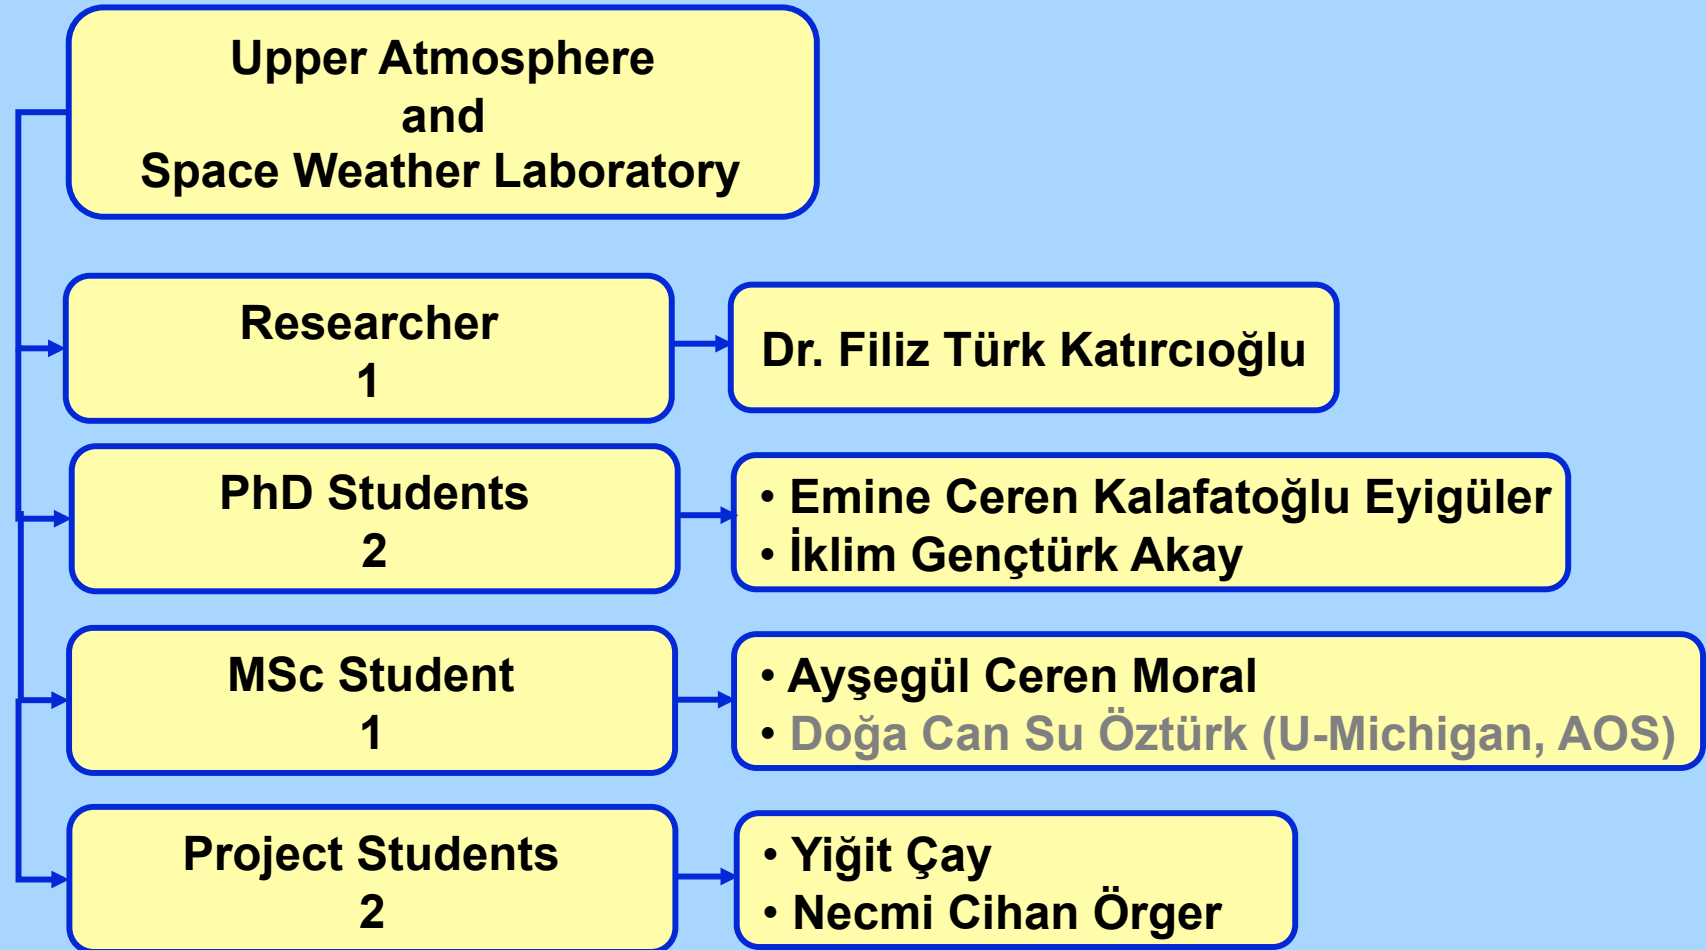 Upper Atmosphere
and
Space Weather Laboratory
Researcher
1
Dr. Filiz Türk Katırcıoğlu
PhD Students
2
• Emine Ceren Kalafatoğlu Eyigüler
• İklim Gençtürk Akay
MSc Student
1
• Ayşegül Ceren Moral
• Doğa Can Su Öztürk (U-Michigan, AOS)
Project Students
2
• Yiğit Çay
• Necmi Cihan Örger